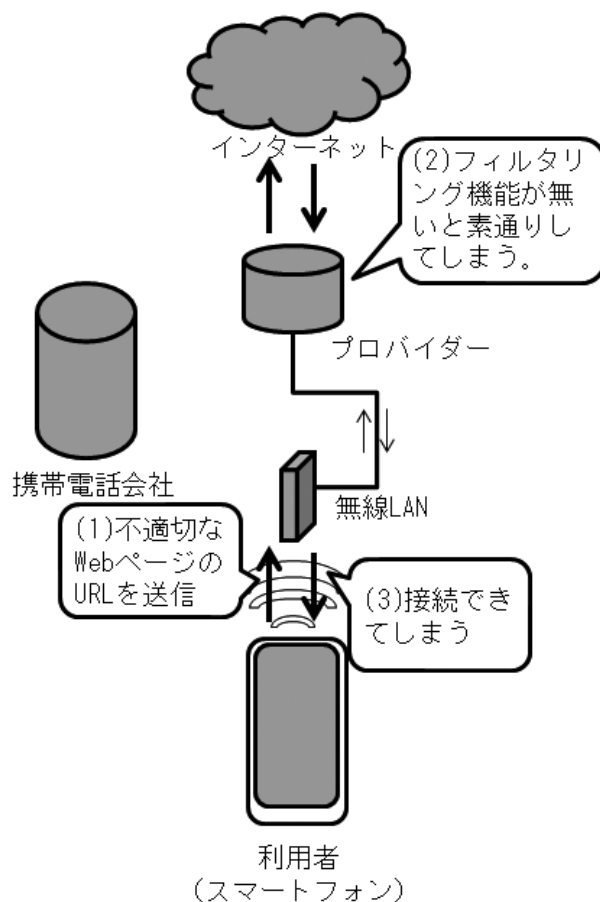 インターネット
(2)フィルタリ
ング機能が無
いと素通りし
てしまう。
プロバイダー
携帯電話会社
無線LAN
(1)不適切な
Webページの
URLを送信
(3)接続でき
てしまう
利用者
(スマートフォン)